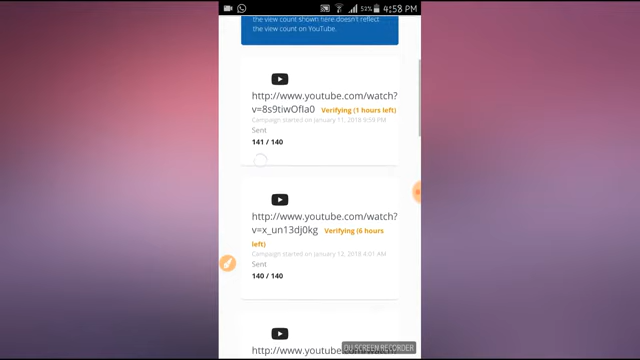 53% 4:58 PM
the view count shown here doesn't reflect
the view count on YouTube.
http://www.youtube.com/watch?
v=8s9tiwOfIa0 Verifying (1 hours left)
Campaign started on January 11, 2018 9:59 PM
Sent
141 / 140
http://www.youtube.com/watch?
v=x_un13dj0kg Verifying (6 hours
left)
Campaign started on January 12, 2018 4:01 AM
Sent
140 / 140
http://www.youtube.com/watch?
DU SCREEN RECORDER